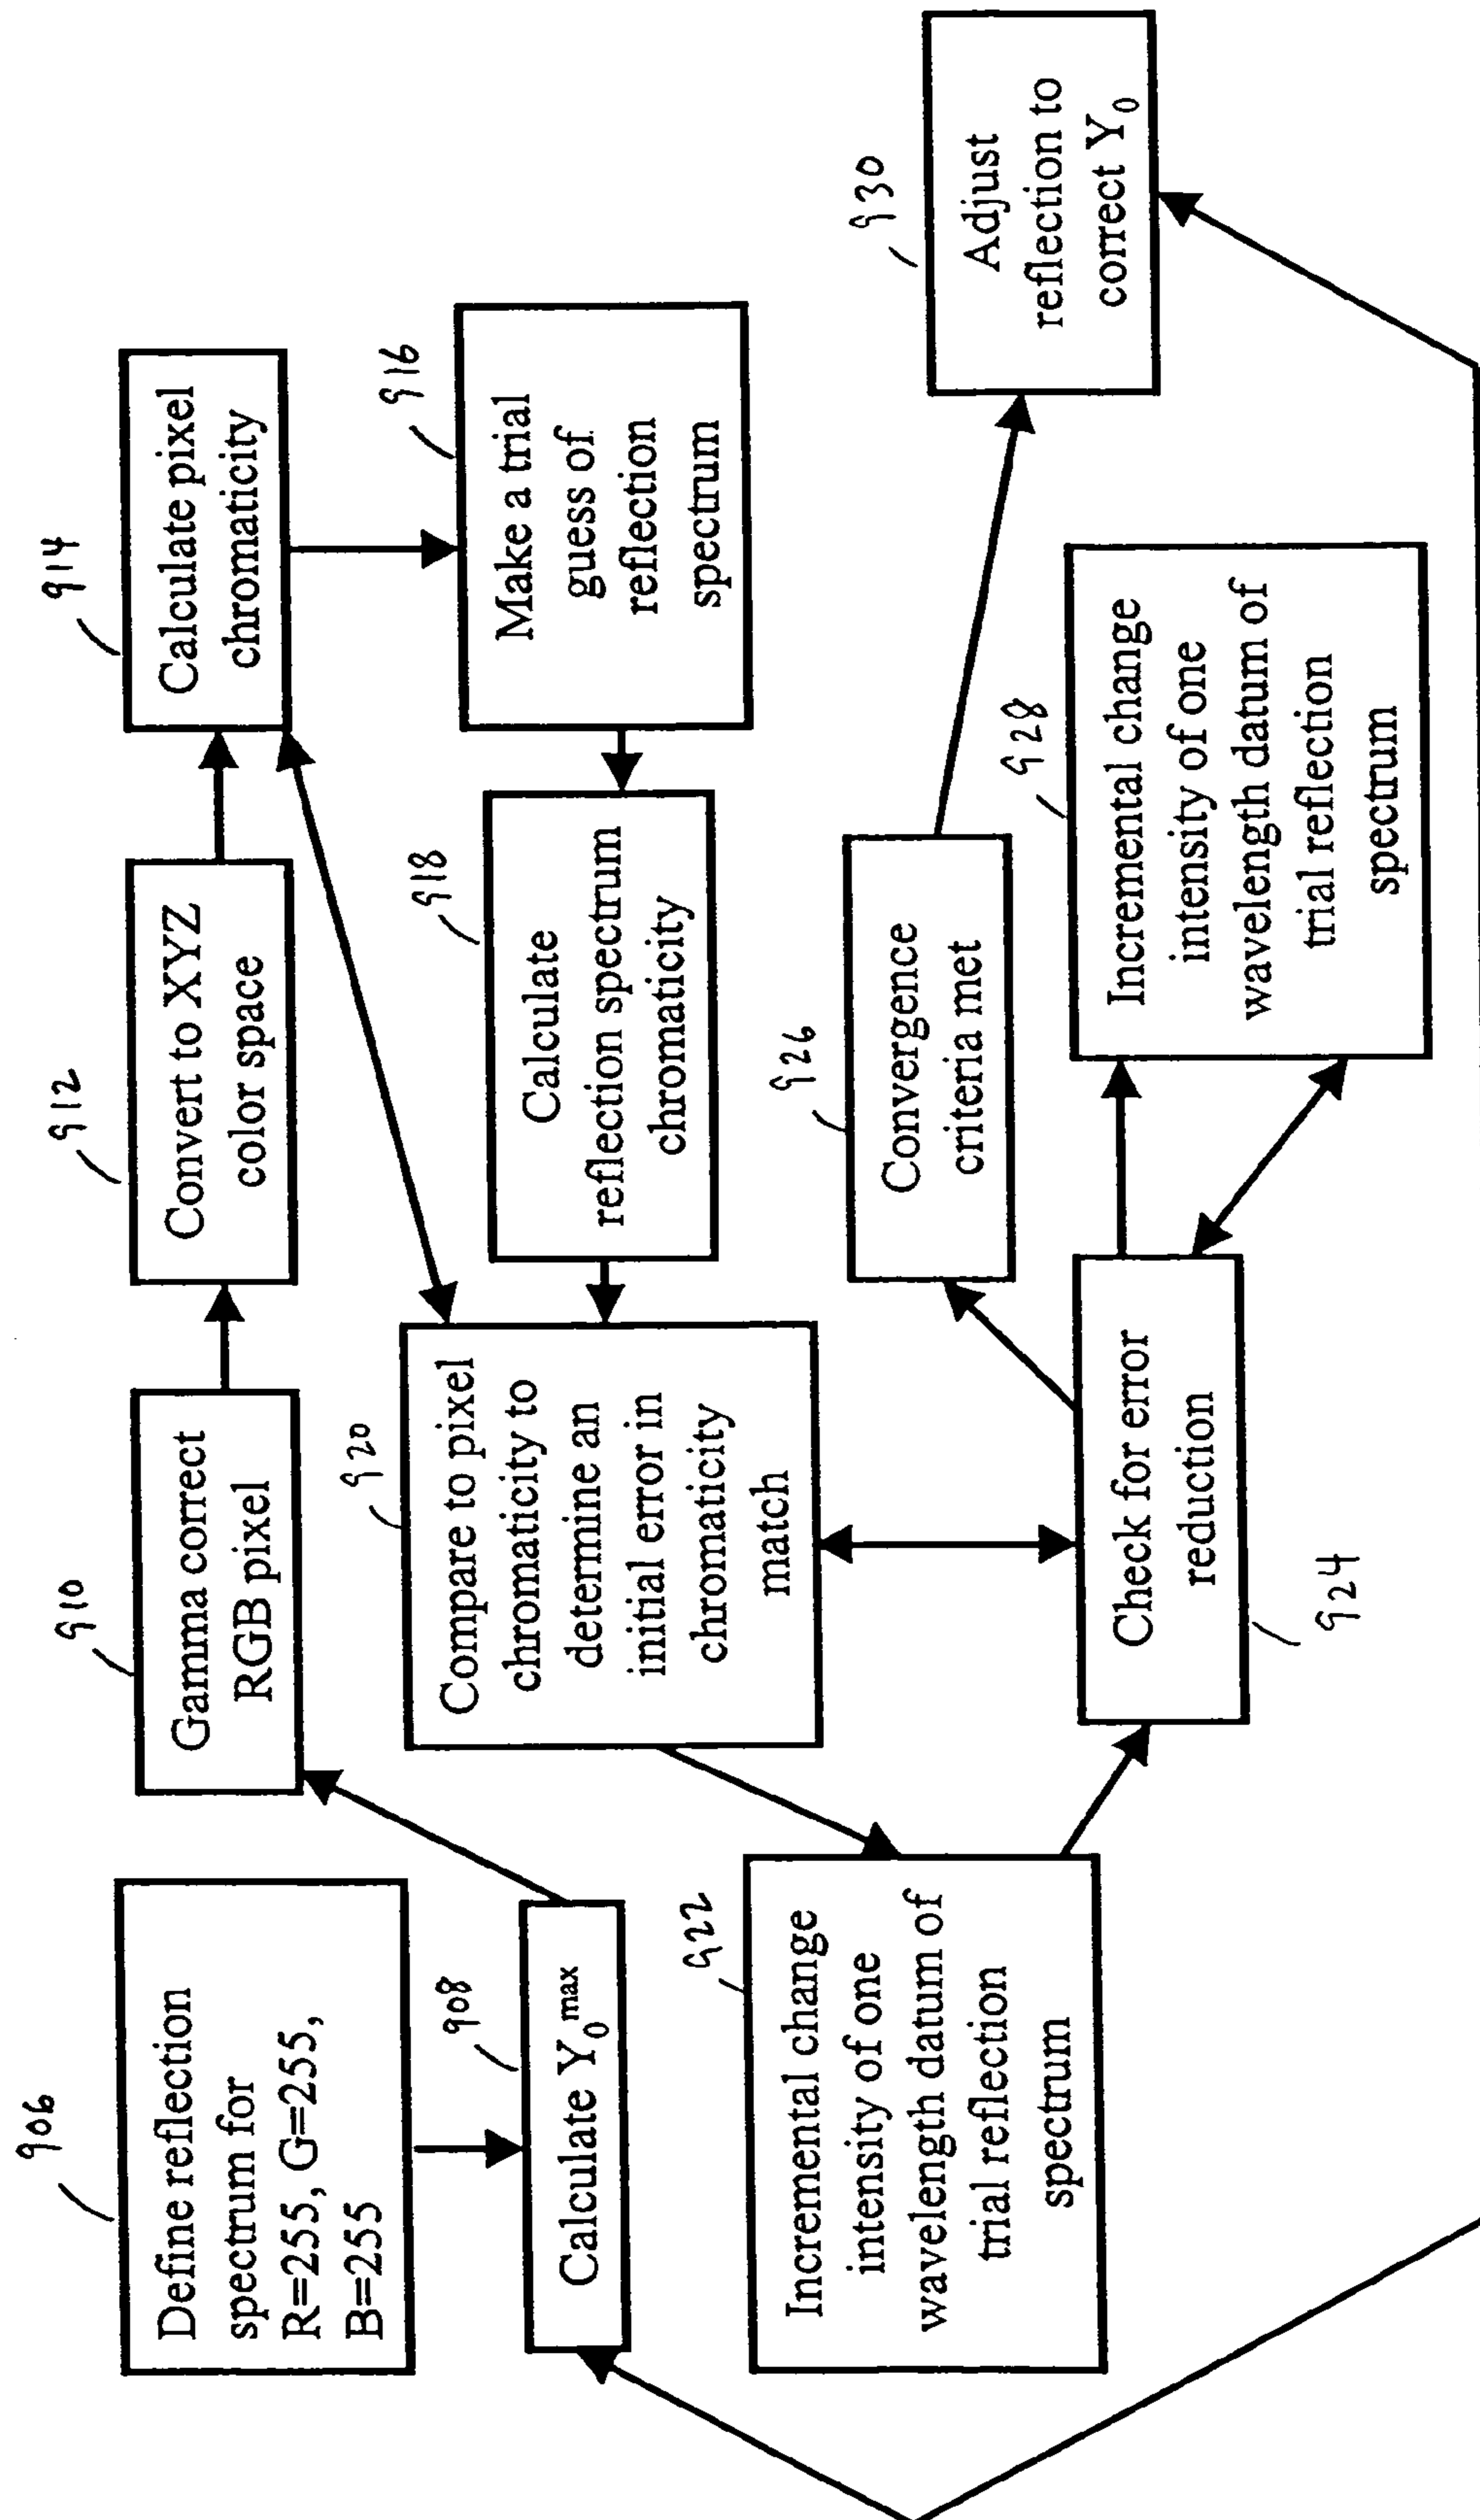 906
Define reflection
spectrum for
R=255, G=255,
B=255
908
Calculate Y₀ᵐᵃˣ
910
Gamma correct
RGB pixel
912
Convert to XYZ
color space
914
Calculate pixel
chromaticity
916
Make a trial
guess of
reflection
spectrum
918
Calculate
reflection spectrum
chromaticity
920
Compare to pixel
chromaticity to
determine an
initial error in
chromaticity
match
922
Incremental change
intensity of one
wavelength datum of
trial reflection
spectrum
924
Check for error
reduction
926
Convergence
criteria met
928
Incremental change
intensity of one
wavelength datum of
trial reflection
spectrum
930
Adjust
reflection to
correct Y₀